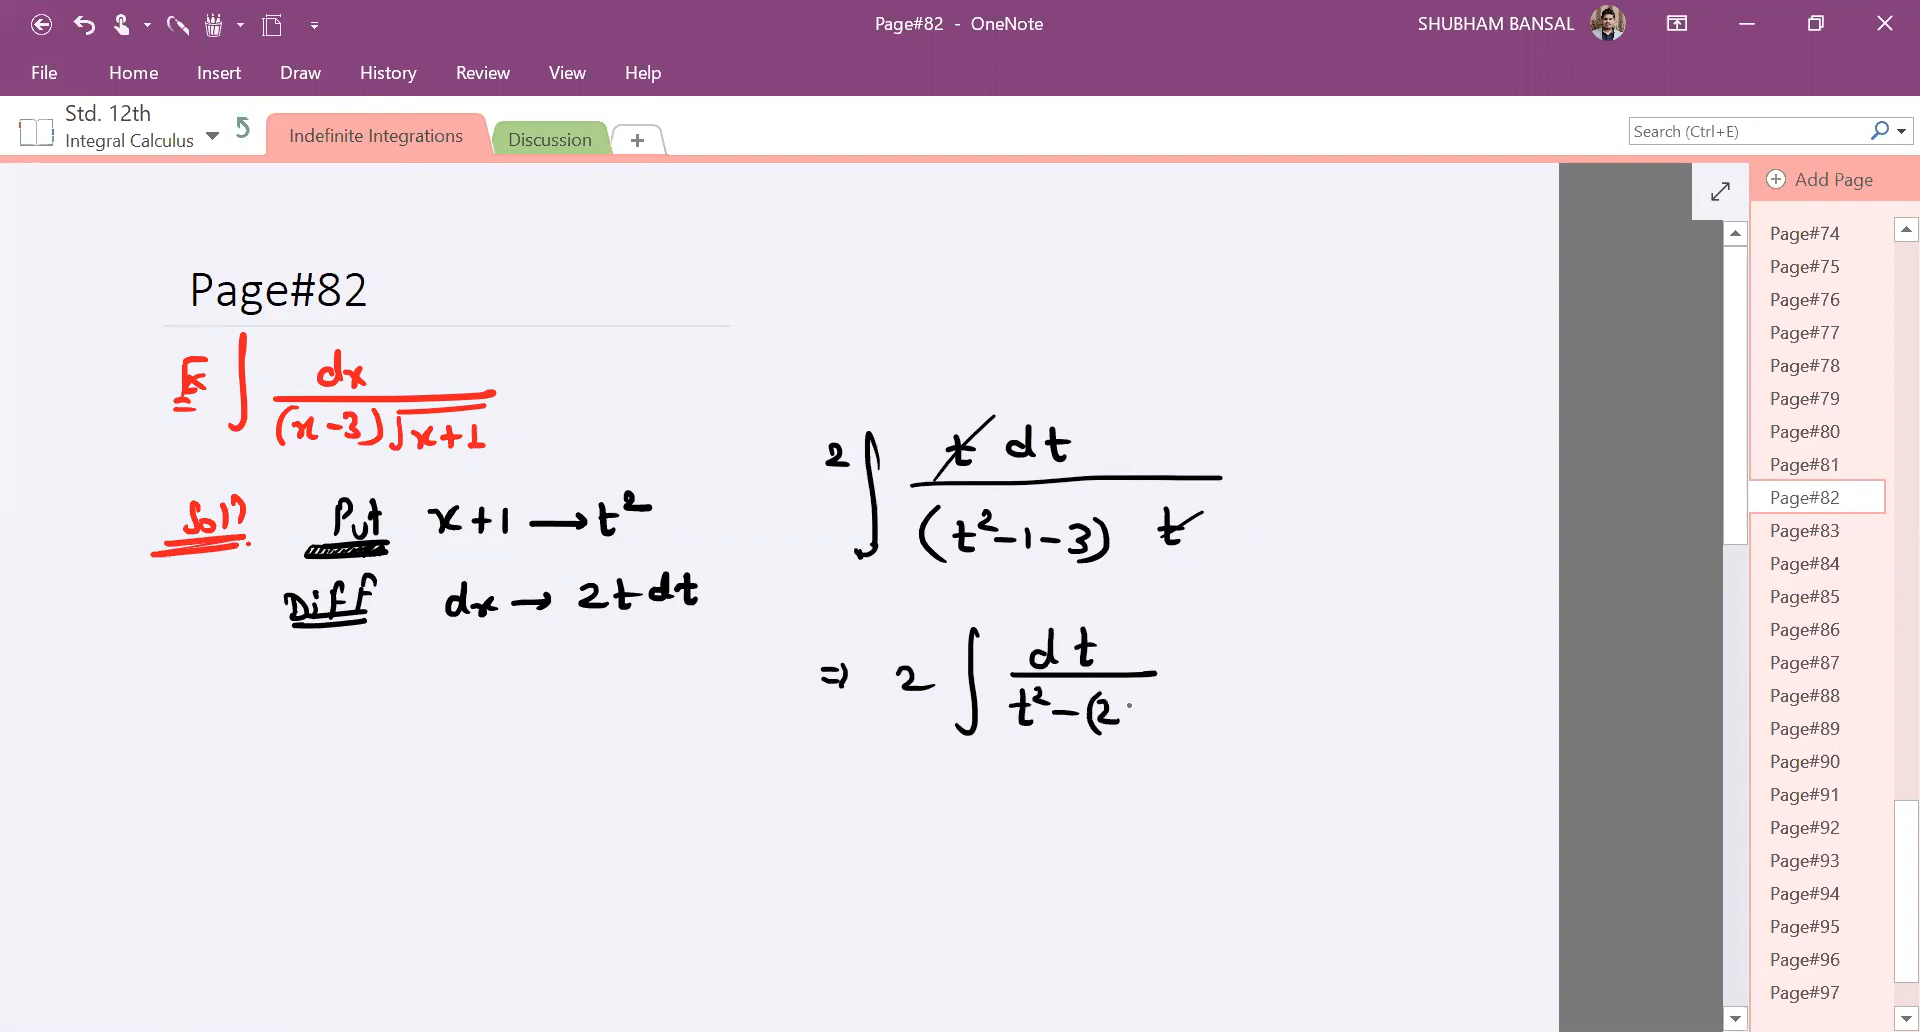 Page#82 - OneNote
SHUBHAM BANSAL
File Home Insert Draw History Review View Help
Std. 12th
Integral Calculus
Indefinite Integrations
Discussion
+
Search (Ctrl+E)
Add Page
Page#82
Ex ∫ dx / (x-3)√(x+1)
Solⁿ Put x+1 → t²
Diff dx → 2t dt
2 ∫ t dt / (t²-1-3) t
⇒ 2 ∫ dt / t² - (2
Page#74
Page#75
Page#76
Page#77
Page#78
Page#79
Page#80
Page#81
Page#82
Page#83
Page#84
Page#85
Page#86
Page#87
Page#88
Page#89
Page#90
Page#91
Page#92
Page#93
Page#94
Page#95
Page#96
Page#97